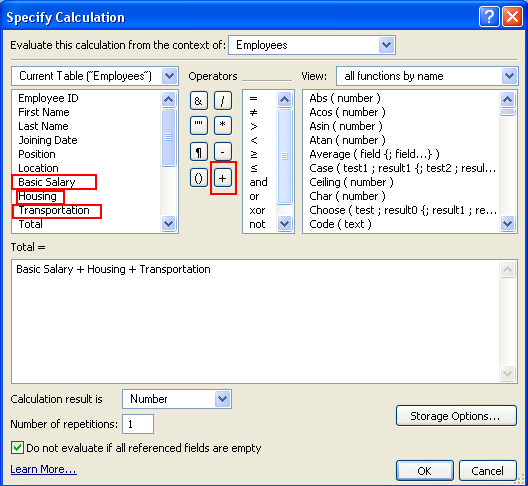 Specify Calculation
Evaluate this calculation from the context of: Employees
Current Table ("Employees") Operators View: all functions by name
Employee ID
First Name
Last Name
Joining Date
Position
Location
Basic Salary
Housing
Transportation
Total
& /
"" *
¶ -
() +
=
≠
>
<
≥
≤
and
or
xor
not
Abs ( number )
Acos ( number )
Asin ( number )
Atan ( number )
Average ( field {; field...} )
Case ( test1 ; result1 {; test2 ; resul...
Ceiling ( number )
Char ( number )
Choose ( test ; result0 {; result1 ; re...
Code ( text )
Total =
Basic Salary + Housing + Transportation
Calculation result is Number
Number of repetitions: 1
Storage Options...
Do not evaluate if all referenced fields are empty
Learn More...
OK Cancel